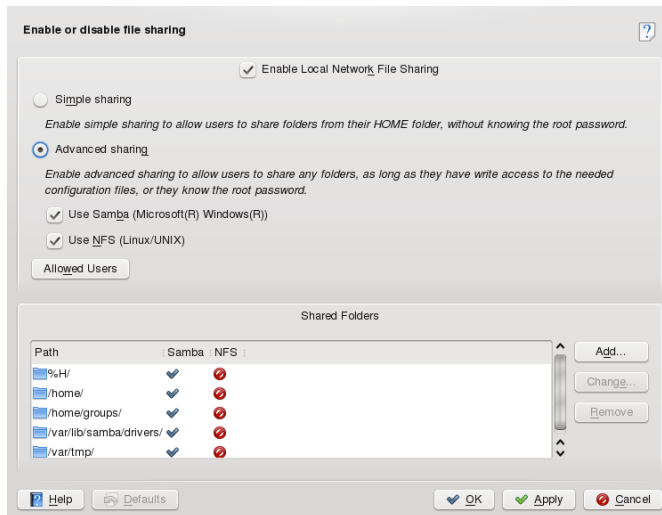 Enable or disable file sharing
Enable Local Network File Sharing
Simple sharing
Enable simple sharing to allow users to share folders from their HOME folder, without knowing the root password.
Advanced sharing
Enable advanced sharing to allow users to share any folders, as long as they have write access to the needed
configuration files, or they know the root password.
Use Samba (Microsoft(R) Windows(R))
Use NFS (Linux/UNIX)
Allowed Users
Shared Folders
Path Samba NFS
%H/
/home/
/home/groups/
/var/lib/samba/drivers/
/var/tmp/
Add...
Change...
Remove
Help Defaults OK Apply Cancel